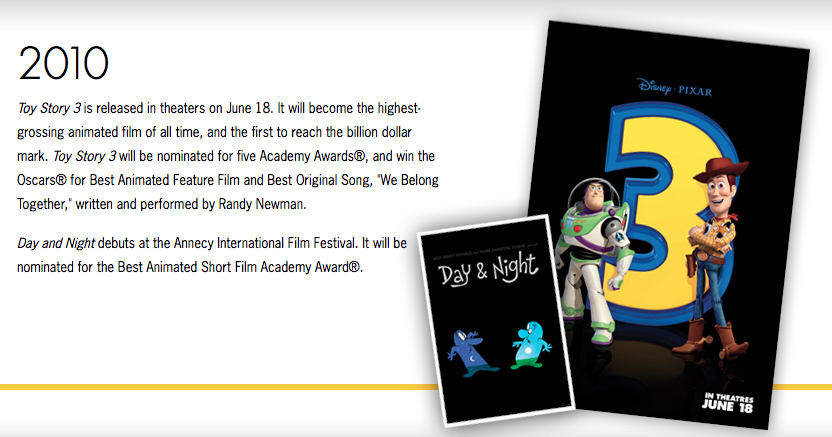 2010
Toy Story 3 is released in theaters on June 18. It will become the highest-
grossing animated film of all time, and the first to reach the billion dollar
mark. Toy Story 3 will be nominated for five Academy Awards®, and win the
Oscars® for Best Animated Feature Film and Best Original Song, "We Belong
Together," written and performed by Randy Newman.
Day and Night debuts at the Annecy International Film Festival. It will be
nominated for the Best Animated Short Film Academy Award®.
Day & Night
Disney · PIXAR
3
IN THEATRES
JUNE 18